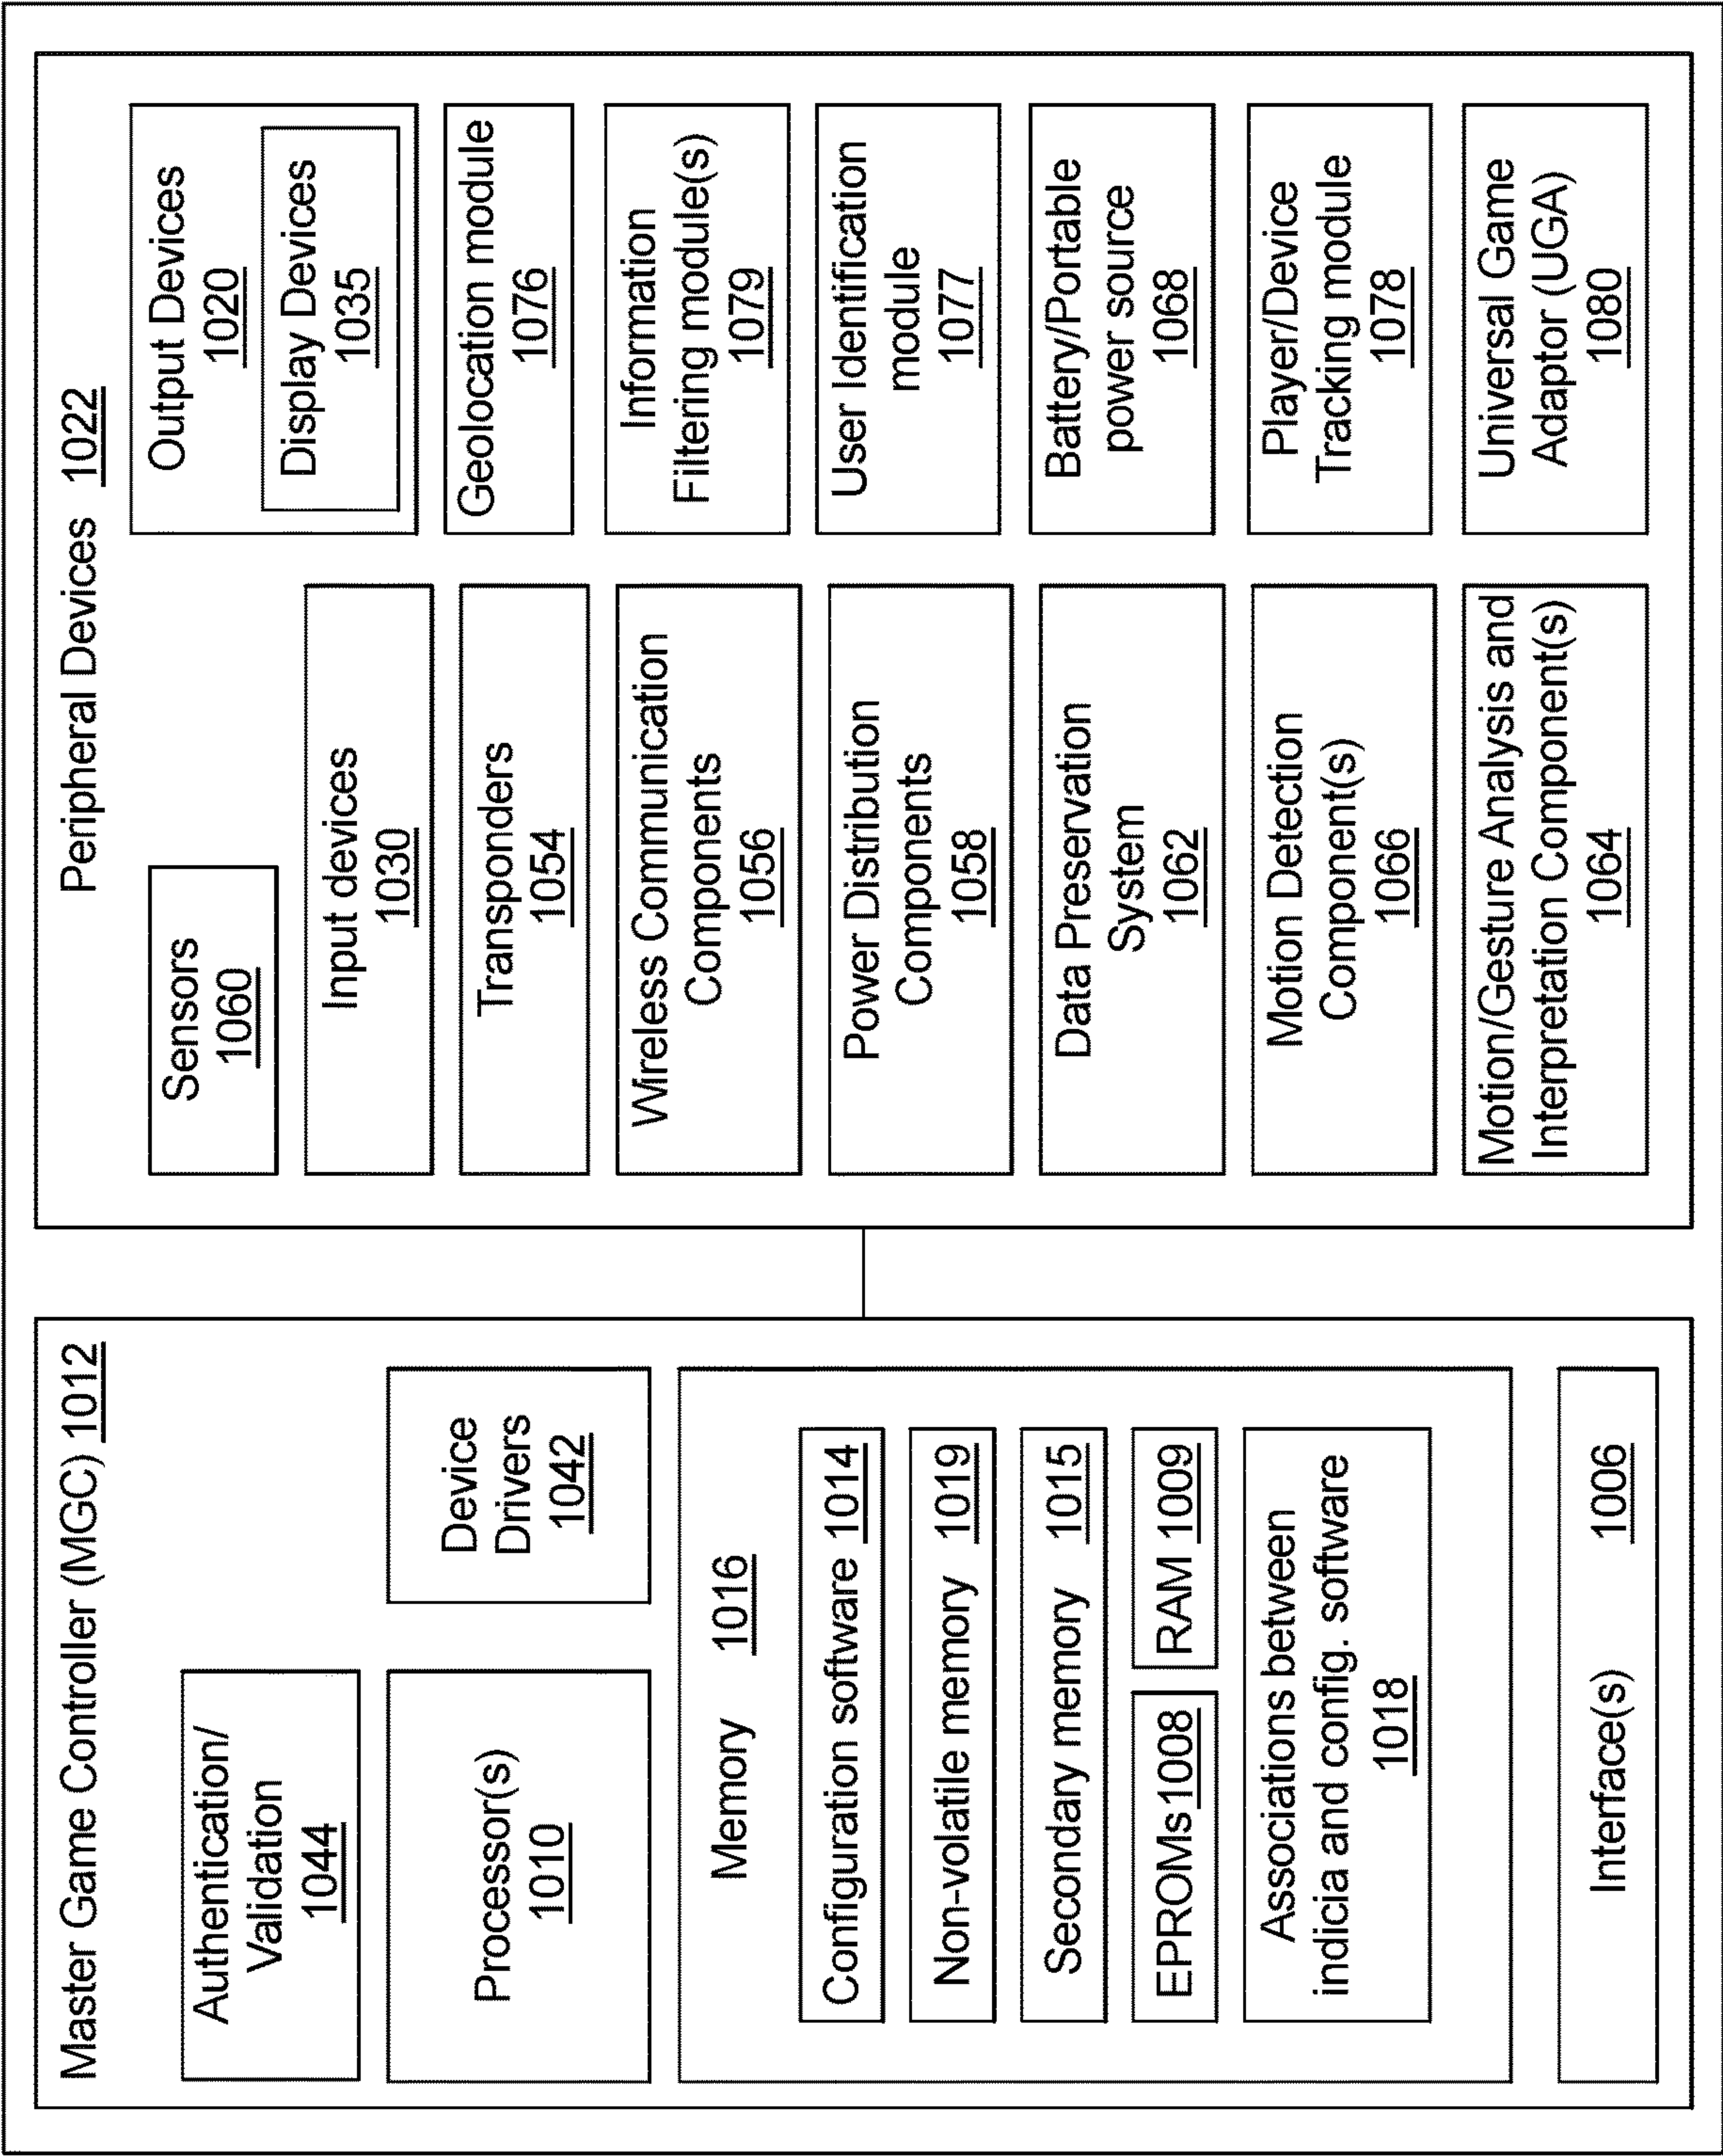 Master Game Controller (MGC) 1012
Authentication/
Validation
1044
Processor(s)
1010
Device
Drivers
1042
Memory 1016
Configuration software 1014
Non-volatile memory 1019
Secondary memory 1015
EPROMs 1008
RAM 1009
Associations between
indicia and config. software
1018
Interface(s) 1006
Peripheral Devices 1022
Sensors
1060
Input devices
1030
Transponders
1054
Wireless Communication
Components
1056
Power Distribution
Components
1058
Data Preservation
System
1062
Motion Detection
Component(s)
1066
Motion/Gesture Analysis and
Interpretation Component(s)
1064
Output Devices
1020
Display Devices
1035
Geolocation module
1076
Information
Filtering module(s)
1079
User Identification
module
1077
Battery/Portable
power source
1068
Player/Device
Tracking module
1078
Universal Game
Adaptor (UGA)
1080